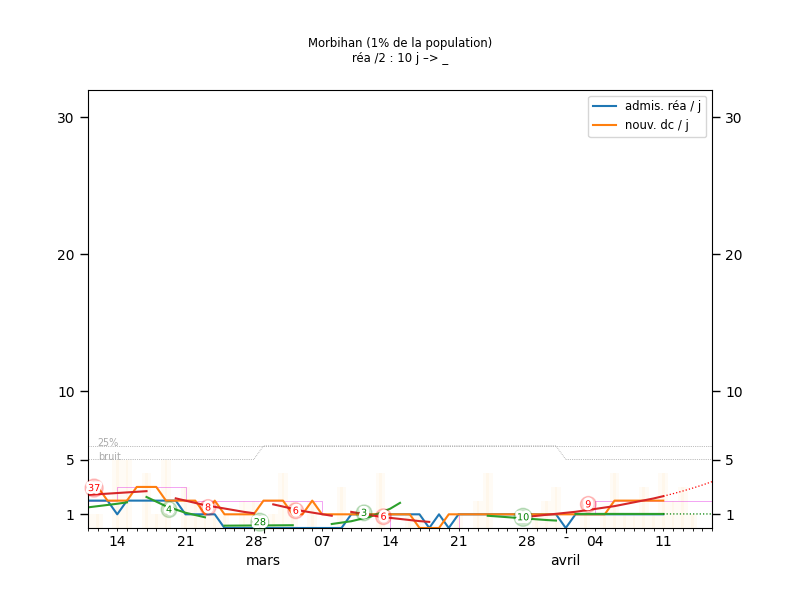 Morbihan (1% de la population)
réa /2 : 10 j –> _
admis. réa / j
nouv. dc / j
30 30
20 20
10 10
25%
bruit
5 5
37 4 8 28 6 3 6 10 9
1 1
14 21 28 07 14 21 28 - 04 11
mars avril